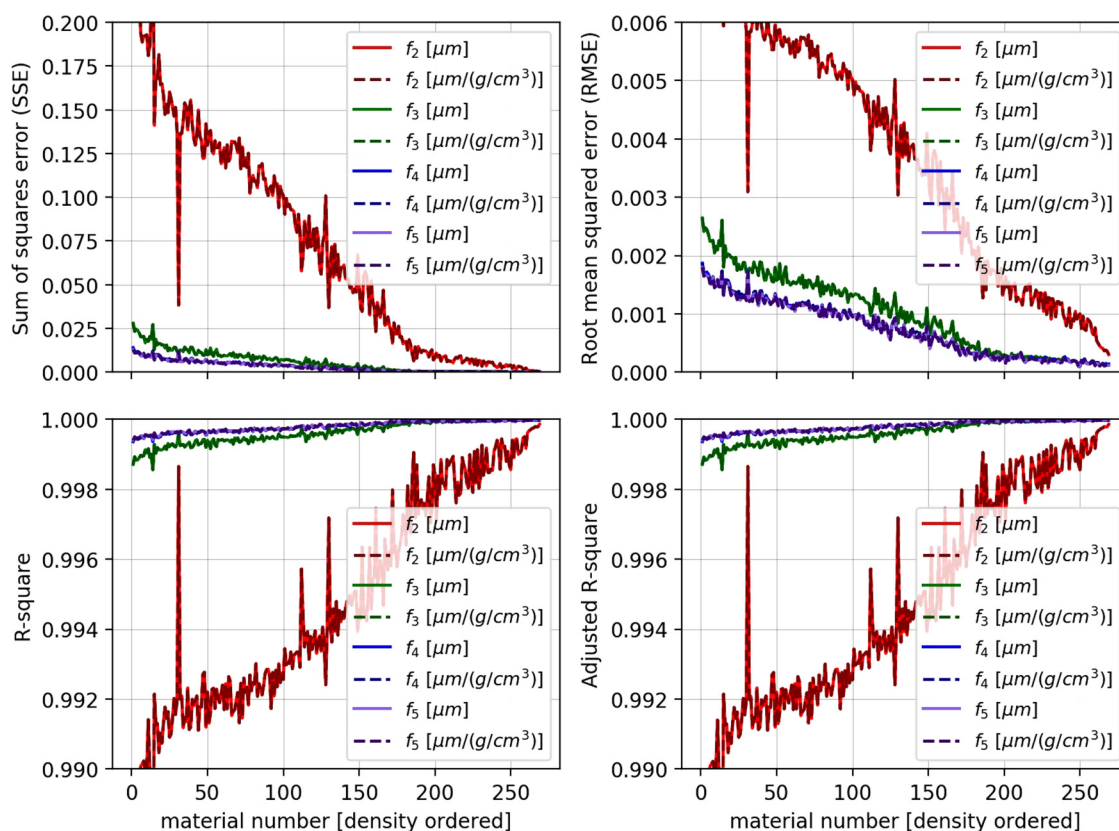 Sum of squares error (SSE)
0.200
0.175
0.150
0.125
0.100
0.075
0.050
0.025
0.000
f₂ [μm]
f₂ [μm/(g/cm³)]
f₃ [μm]
f₃ [μm/(g/cm³)]
f₄ [μm]
f₄ [μm/(g/cm³)]
f₅ [μm]
f₅ [μm/(g/cm³)]
Root mean squared error (RMSE)
0.006
0.005
0.004
0.003
0.002
0.001
0.000
f₂ [μm]
f₂ [μm/(g/cm³)]
f₃ [μm]
f₃ [μm/(g/cm³)]
f₄ [μm]
f₄ [μm/(g/cm³)]
f₅ [μm]
f₅ [μm/(g/cm³)]
R-square
1.000
0.998
0.996
0.994
0.992
0.990
f₂ [μm]
f₂ [μm/(g/cm³)]
f₃ [μm]
f₃ [μm/(g/cm³)]
f₄ [μm]
f₄ [μm/(g/cm³)]
f₅ [μm]
f₅ [μm/(g/cm³)]
0 50 100 150 200 250
material number [density ordered]
Adjusted R-square
1.000
0.998
0.996
0.994
0.992
0.990
f₂ [μm]
f₂ [μm/(g/cm³)]
f₃ [μm]
f₃ [μm/(g/cm³)]
f₄ [μm]
f₄ [μm/(g/cm³)]
f₅ [μm]
f₅ [μm/(g/cm³)]
0 50 100 150 200 250
material number [density ordered]